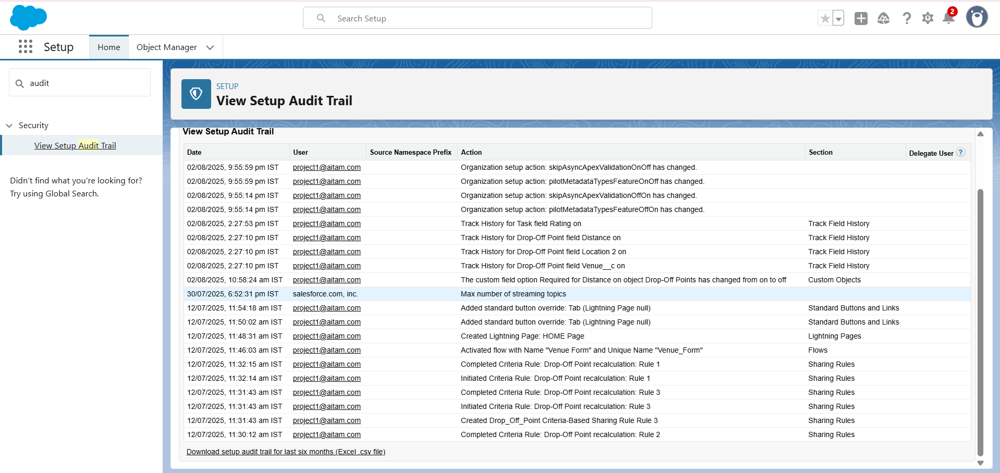 Search Setup
2
Setup
Home
Object Manager
audit
Security
View Setup Audit Trail
Didn't find what you're looking for?
Try using Global Search.
SETUP
View Setup Audit Trail
View Setup Audit Trail
Date User Source Namespace Prefix Action Section Delegate User ?
02/08/2025, 9:55:59 pm IST project1@aitam.com Organization setup action: skipAsyncApexValidationOnOff has changed.
02/08/2025, 9:55:59 pm IST project1@aitam.com Organization setup action: pilotMetadataTypesFeatureOnOff has changed.
02/08/2025, 9:55:14 pm IST project1@aitam.com Organization setup action: skipAsyncApexValidationOffOn has changed.
02/08/2025, 9:55:14 pm IST project1@aitam.com Organization setup action: pilotMetadataTypesFeatureOffOn has changed.
02/08/2025, 2:27:53 pm IST project1@aitam.com Track History for Task field Rating on Track Field History
02/08/2025, 2:27:10 pm IST project1@aitam.com Track History for Drop-Off Point field Distance on Track Field History
02/08/2025, 2:27:10 pm IST project1@aitam.com Track History for Drop-Off Point field Location 2 on Track Field History
02/08/2025, 2:27:10 pm IST project1@aitam.com Track History for Drop-Off Point field Venue__c on Track Field History
02/08/2025, 10:58:24 am IST project1@aitam.com The custom field option Required for Distance on object Drop-Off Points has changed from on to off Custom Objects
30/07/2025, 6:52:31 pm IST salesforce.com, inc. Max number of streaming topics
12/07/2025, 11:54:18 am IST project1@aitam.com Added standard button override: Tab (Lightning Page null) Standard Buttons and Links
12/07/2025, 11:50:02 am IST project1@aitam.com Added standard button override: Tab (Lightning Page null) Standard Buttons and Links
12/07/2025, 11:48:31 am IST project1@aitam.com Created Lightning Page: HOME Page Lightning Pages
12/07/2025, 11:46:03 am IST project1@aitam.com Activated flow with Name "Venue Form" and Unique Name "Venue_Form" Flows
12/07/2025, 11:32:15 am IST project1@aitam.com Completed Criteria Rule: Drop-Off Point recalculation: Rule 1 Sharing Rules
12/07/2025, 11:32:14 am IST project1@aitam.com Initiated Criteria Rule: Drop-Off Point recalculation: Rule 1 Sharing Rules
12/07/2025, 11:31:43 am IST project1@aitam.com Completed Criteria Rule: Drop-Off Point recalculation: Rule 3 Sharing Rules
12/07/2025, 11:31:43 am IST project1@aitam.com Initiated Criteria Rule: Drop-Off Point recalculation: Rule 3 Sharing Rules
12/07/2025, 11:31:43 am IST project1@aitam.com Created Drop_Off_Point Criteria-Based Sharing Rule Rule 3 Sharing Rules
12/07/2025, 11:30:12 am IST project1@aitam.com Completed Criteria Rule: Drop-Off Point recalculation: Rule 2 Sharing Rules
Download setup audit trail for last six months (Excel .csv file)